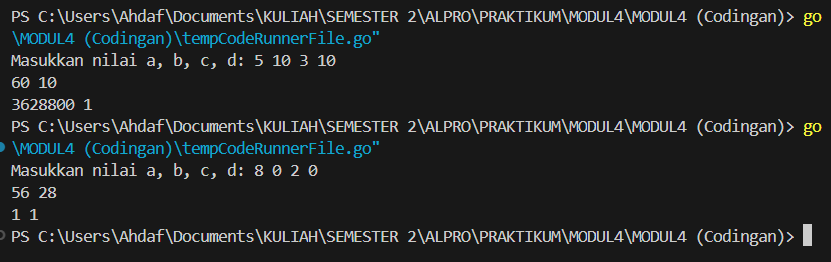 PS C:\Users\Ahdaf\Documents\KULIAH\SEMESTER 2\ALPRO\PRAKTIKUM\MODUL4\MODUL4 (Codingan)> go
\MODUL4 (Codingan)\tempCodeRunnerFile.go"
Masukkan nilai a, b, c, d: 5 10 3 10
60 10
3628800 1
PS C:\Users\Ahdaf\Documents\KULIAH\SEMESTER 2\ALPRO\PRAKTIKUM\MODUL4\MODUL4 (Codingan)> go
\MODUL4 (Codingan)\tempCodeRunnerFile.go"
Masukkan nilai a, b, c, d: 8 0 2 0
56 28
1 1
PS C:\Users\Ahdaf\Documents\KULIAH\SEMESTER 2\ALPRO\PRAKTIKUM\MODUL4\MODUL4 (Codingan)>